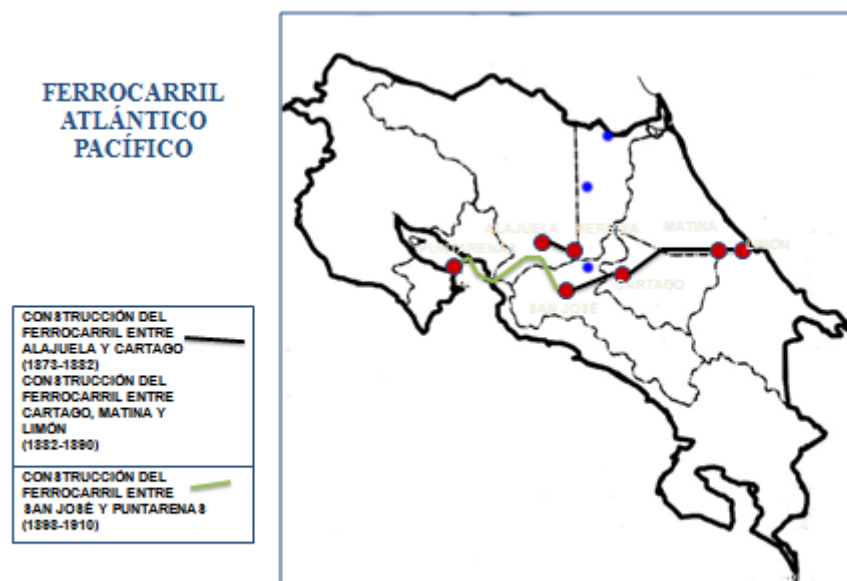 FERROCARRIL
ATLÁNTICO
PACÍFICO
ALAJUELA
HEREDIA
MATINA
LIMÓN
PUNTARENAS
CARTAGO
SAN JOSÉ
CONSTRUCCIÓN DEL
FERROCARRIL ENTRE
ALAJUELA Y CARTAGO
(1873-1882)
CONSTRUCCIÓN DEL
FERROCARRIL ENTRE
CARTAGO, MATINA Y
LIMÓN
(1882-1890)
CONSTRUCCIÓN DEL
FERROCARRIL ENTRE
SAN JOSÉ Y PUNTARENAS
(1898-1910)